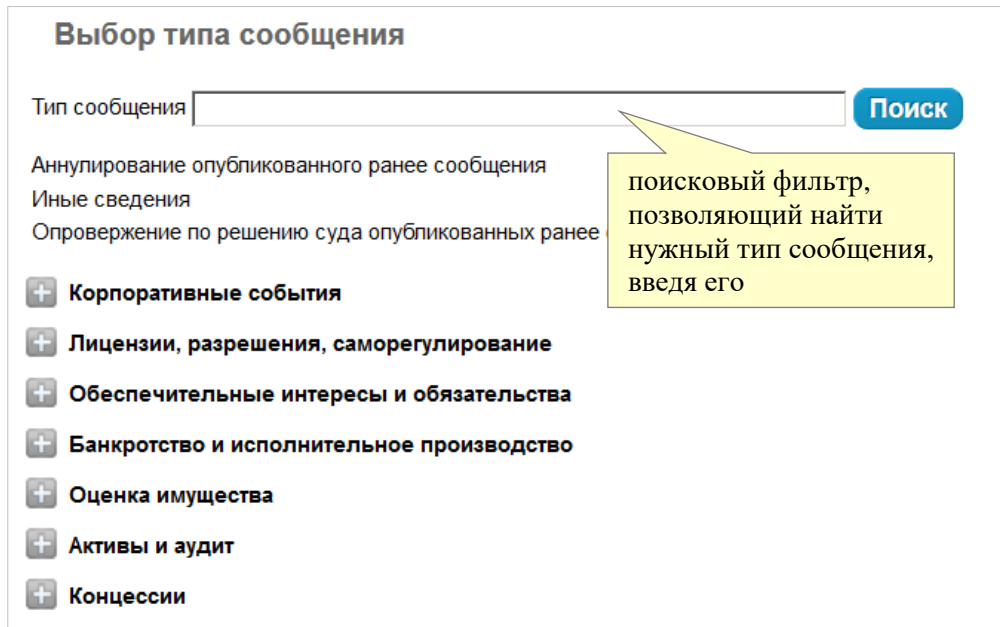 Выбор типа сообщения
Тип сообщения
Поиск
Аннулирование опубликованного ранее сообщения
Иные сведения
Опровержение по решению суда опубликованных ранее
поисковый фильтр,
позволяющий найти
нужный тип сообщения,
введя его
Корпоративные события
Лицензии, разрешения, саморегулирование
Обеспечительные интересы и обязательства
Банкротство и исполнительное производство
Оценка имущества
Активы и аудит
Концессии